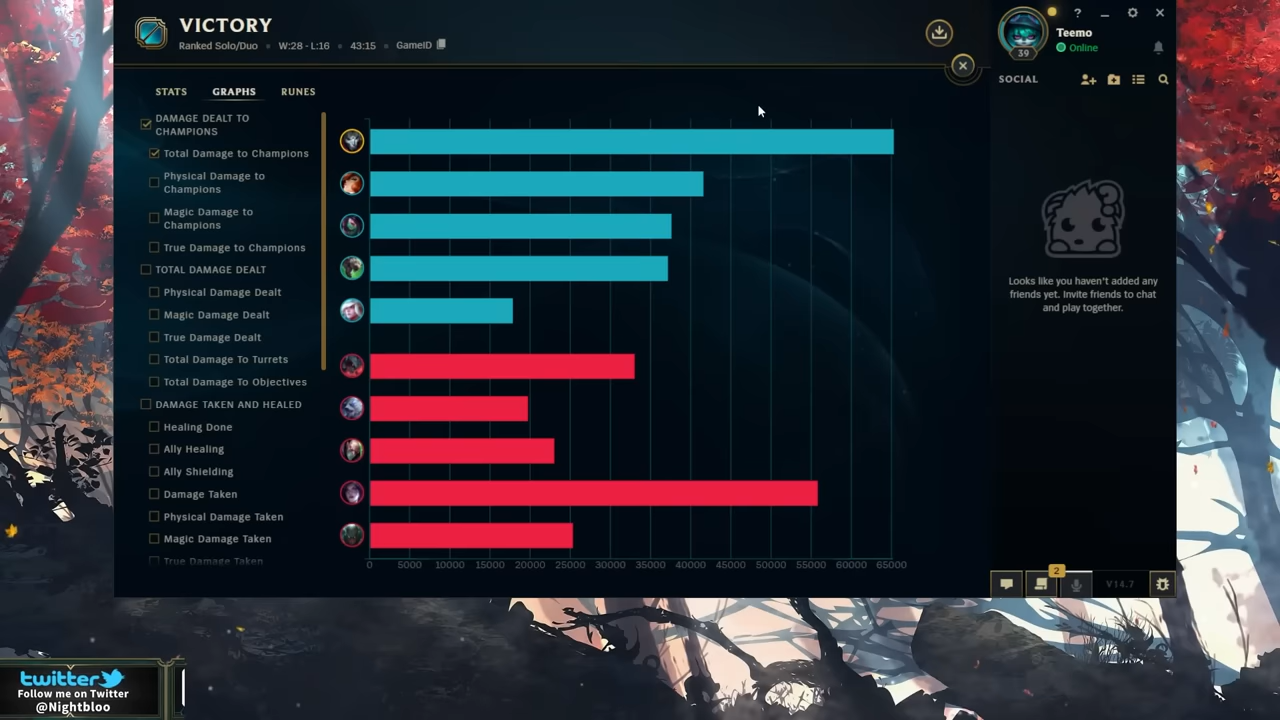 VICTORY
Ranked Solo/Duo • W:28 - L:16 • 43:15 GameID
STATS GRAPHS RUNES
DAMAGE DEALT TO
CHAMPIONS
Total Damage to Champions
Physical Damage to
Champions
Magic Damage to
Champions
True Damage to Champions
TOTAL DAMAGE DEALT
Physical Damage Dealt
Magic Damage Dealt
True Damage Dealt
Total Damage To Turrets
Total Damage To Objectives
DAMAGE TAKEN AND HEALED
Healing Done
Ally Healing
Ally Shielding
Damage Taken
Physical Damage Taken
Magic Damage Taken
True Damage Taken
0 5000 10000 15000 20000 25000 30000 35000 40000 45000 50000 55000 60000 65000
?
39
Teemo
Online
SOCIAL
Looks like you haven't added any
friends yet. Invite friends to chat
and play together.
2
V14.7
twitter
Follow me on Twitter
@Nightbloo